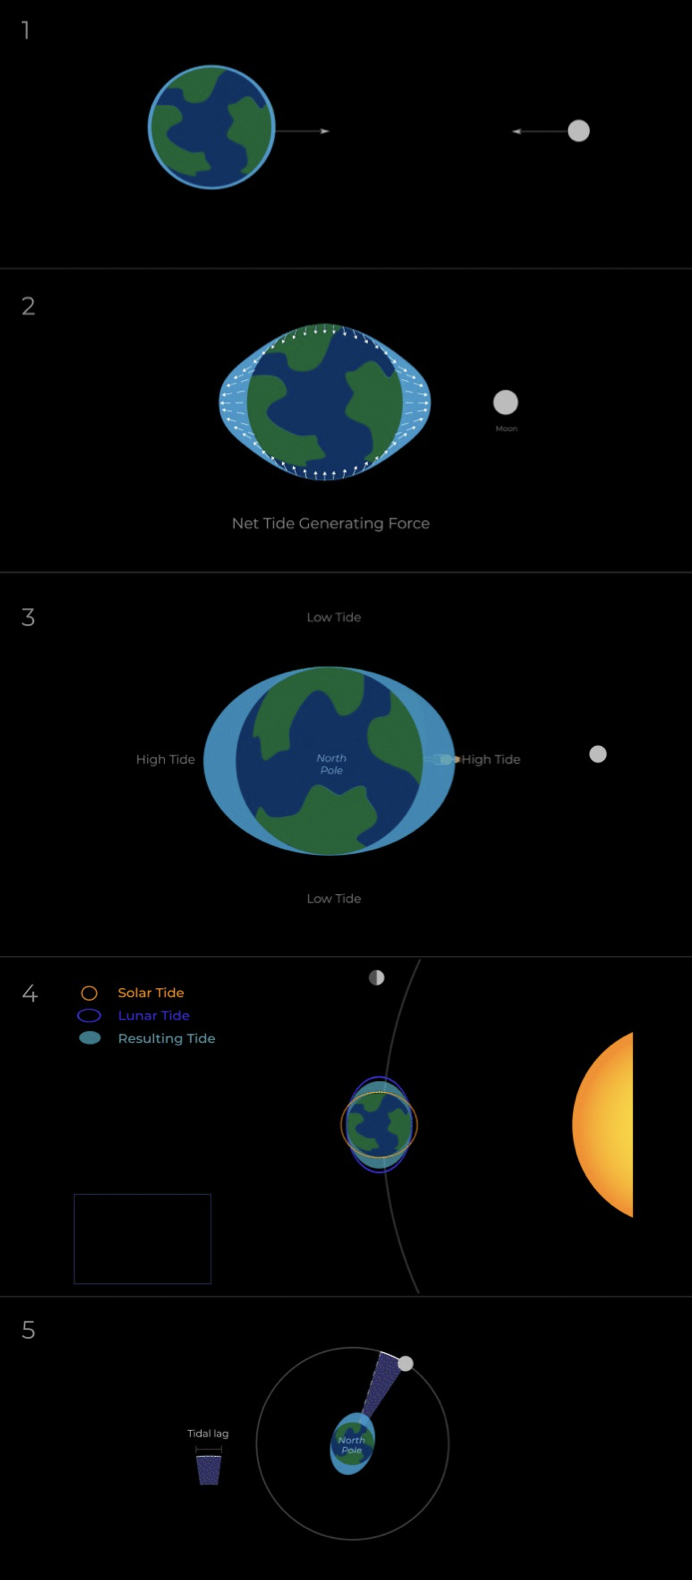 1
2
Moon
Net Tide Generating Force
3
Low Tide
High Tide
North
Pole
High Tide
Low Tide
4
Solar Tide
Lunar Tide
Resulting Tide
5
Tidal lag
North
Pole